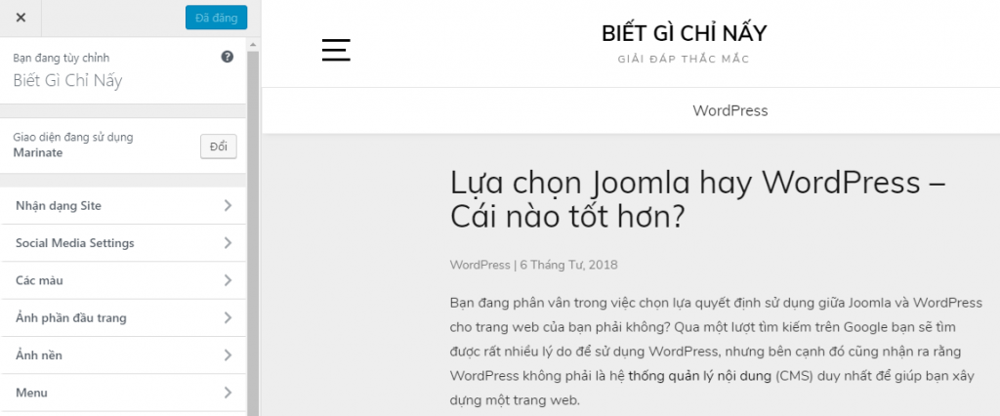 Đã đăng
Bạn đang tùy chỉnh
Biết Gì Chỉ Nấy
Giao diện đang sử dụng
Marinate
Đổi
Nhận dạng Site
Social Media Settings
Các màu
Ảnh phần đầu trang
Ảnh nền
Menu
BIẾT GÌ CHỈ NẤY
GIẢI ĐÁP THẮC MẮC
WordPress
Lựa chọn Joomla hay WordPress –
Cái nào tốt hơn?
WordPress | 6 Tháng Tư, 2018
Bạn đang phân vân trong việc chọn lựa quyết định sử dụng giữa Joomla và WordPress
cho trang web của bạn phải không? Qua một lượt tìm kiếm trên Google bạn sẽ tìm
được rất nhiều lý do để sử dụng WordPress, nhưng bên cạnh đó cũng nhận ra rằng
WordPress không phải là hệ thống quản lý nội dung (CMS) duy nhất để giúp bạn xây
dựng một trang web.